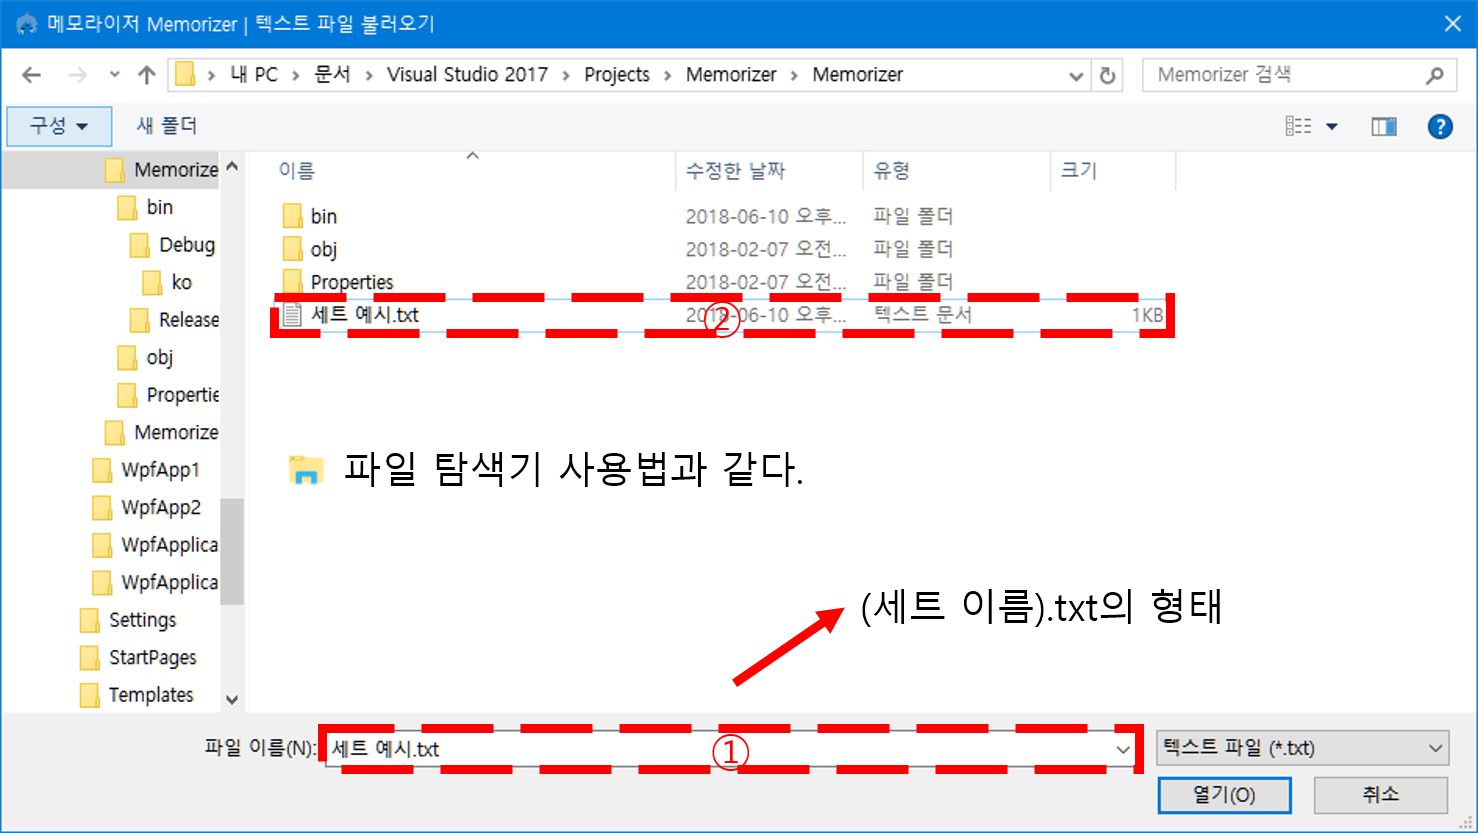 메모라이저 Memorizer | 텍스트 파일 불러오기
내 PC > 문서 > Visual Studio 2017 > Projects > Memorizer > Memorizer
Memorizer 검색
구성
새 폴더
Memorize
bin
Debug
ko
Release
obj
Propertie
Memorize
WpfApp1
WpfApp2
WpfApplica
WpfApplica
Settings
StartPages
Templates
이름 수정한 날짜 유형 크기
bin 2018-06-10 오후... 파일 폴더
obj 2018-02-07 오전... 파일 폴더
Properties 2018-02-07 오전... 파일 폴더
세트 예시.txt 2018-06-10 오후... 텍스트 문서 1KB
②
파일 탐색기 사용법과 같다.
(세트 이름).txt의 형태
파일 이름(N): 세트 예시.txt
①
텍스트 파일 (*.txt)
열기(O) 취소